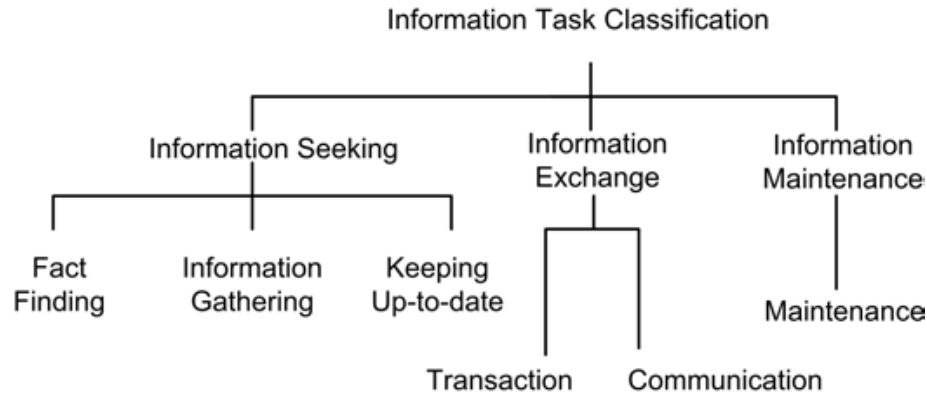 Information Task Classification
Information Seeking
Information
Exchange
Information
Maintenance
Fact
Finding
Information
Gathering
Keeping
Up-to-date
Maintenance
Transaction
Communication